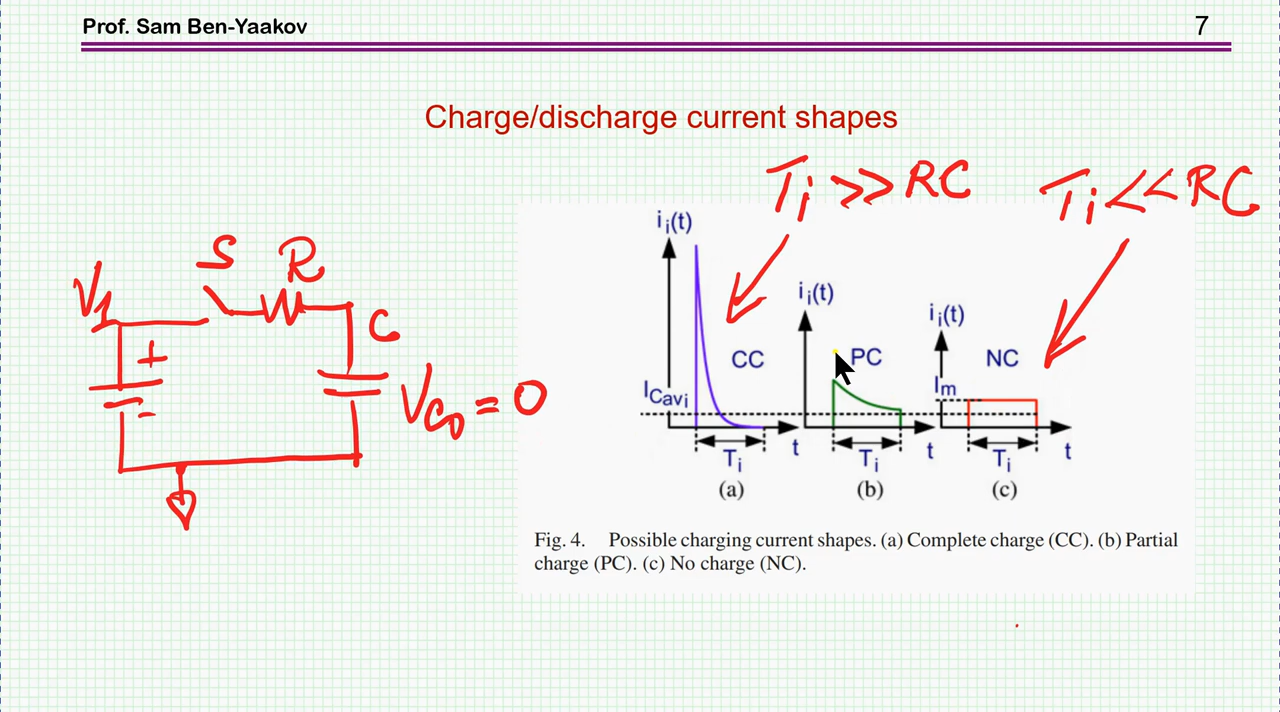 Prof. Sam Ben-Yaakov
7
Charge/discharge current shapes
Ti >> RC
Ti << RC
S
R
V1
C
+
-
VC0 = 0
ii(t)
CC
ICavi
Ti
t
(a)
ii(t)
PC
Ti
t
(b)
ii(t)
NC
Im
Ti
t
(c)
Fig. 4. Possible charging current shapes. (a) Complete charge (CC). (b) Partial
charge (PC). (c) No charge (NC).